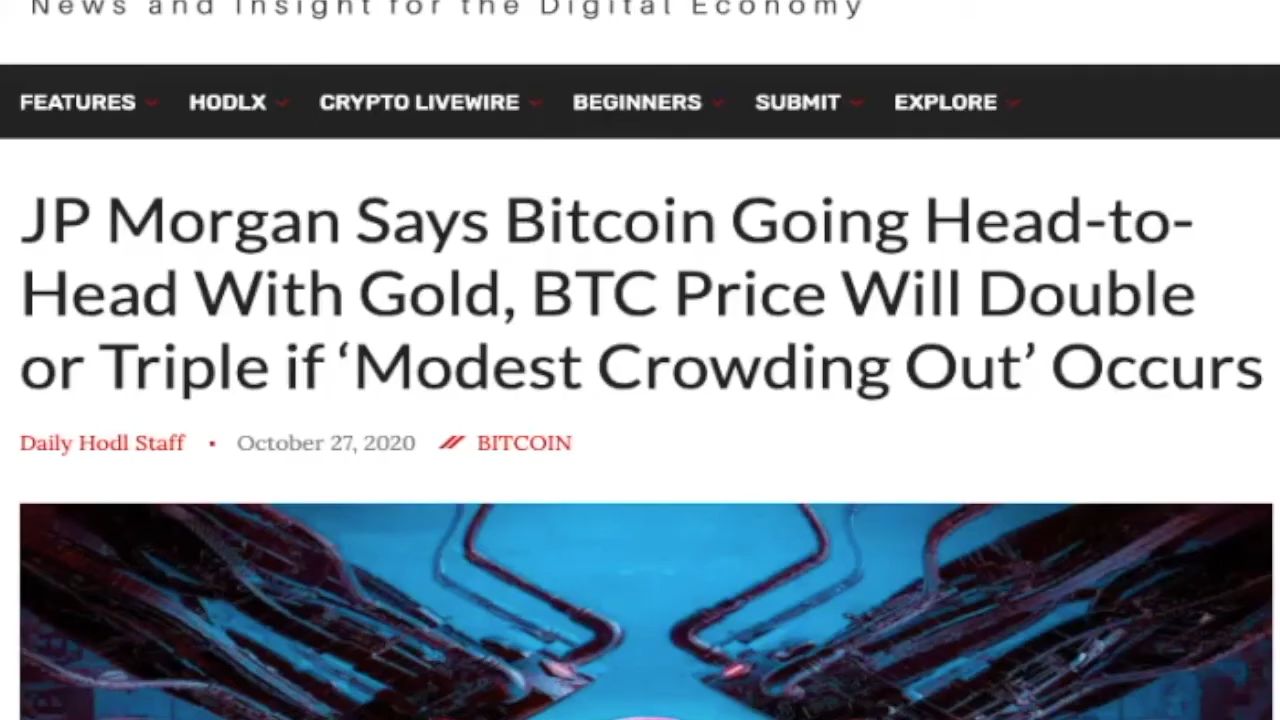 News and Insight for the Digital Economy
FEATURES HODLX CRYPTO LIVEWIRE BEGINNERS SUBMIT EXPLORE
JP Morgan Says Bitcoin Going Head-to-
Head With Gold, BTC Price Will Double
or Triple if ‘Modest Crowding Out’ Occurs
Daily Hodl Staff • October 27, 2020 BITCOIN